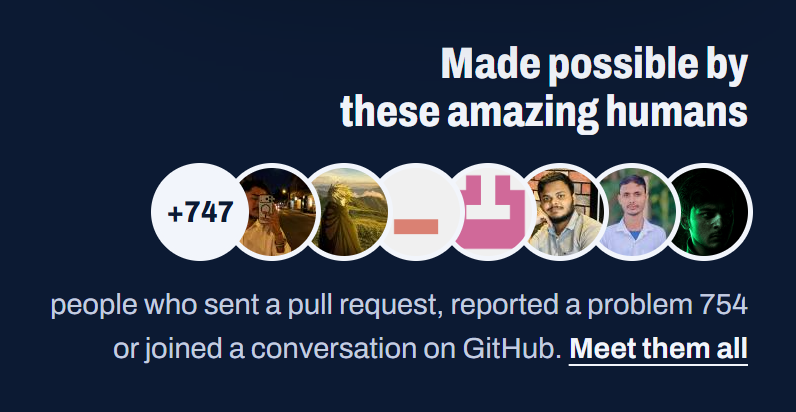 Made possible by
these amazing humans
+747
people who sent a pull request, reported a problem 754
or joined a conversation on GitHub. Meet them all